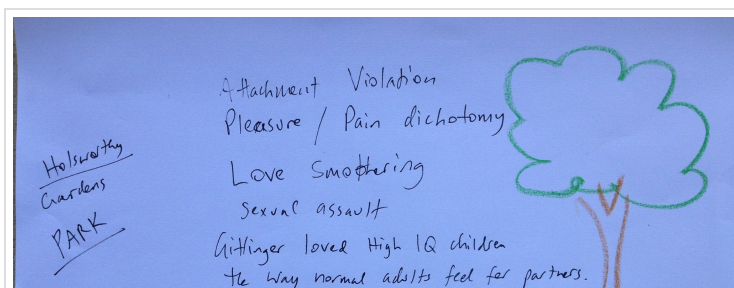 Attachment Violation
Pleasure / Pain dichotomy
Love Smothering
Sexual assault
Gittinger loved High IQ children
the way normal adults feel for partners.
Holsworthy
Gardens
PARK